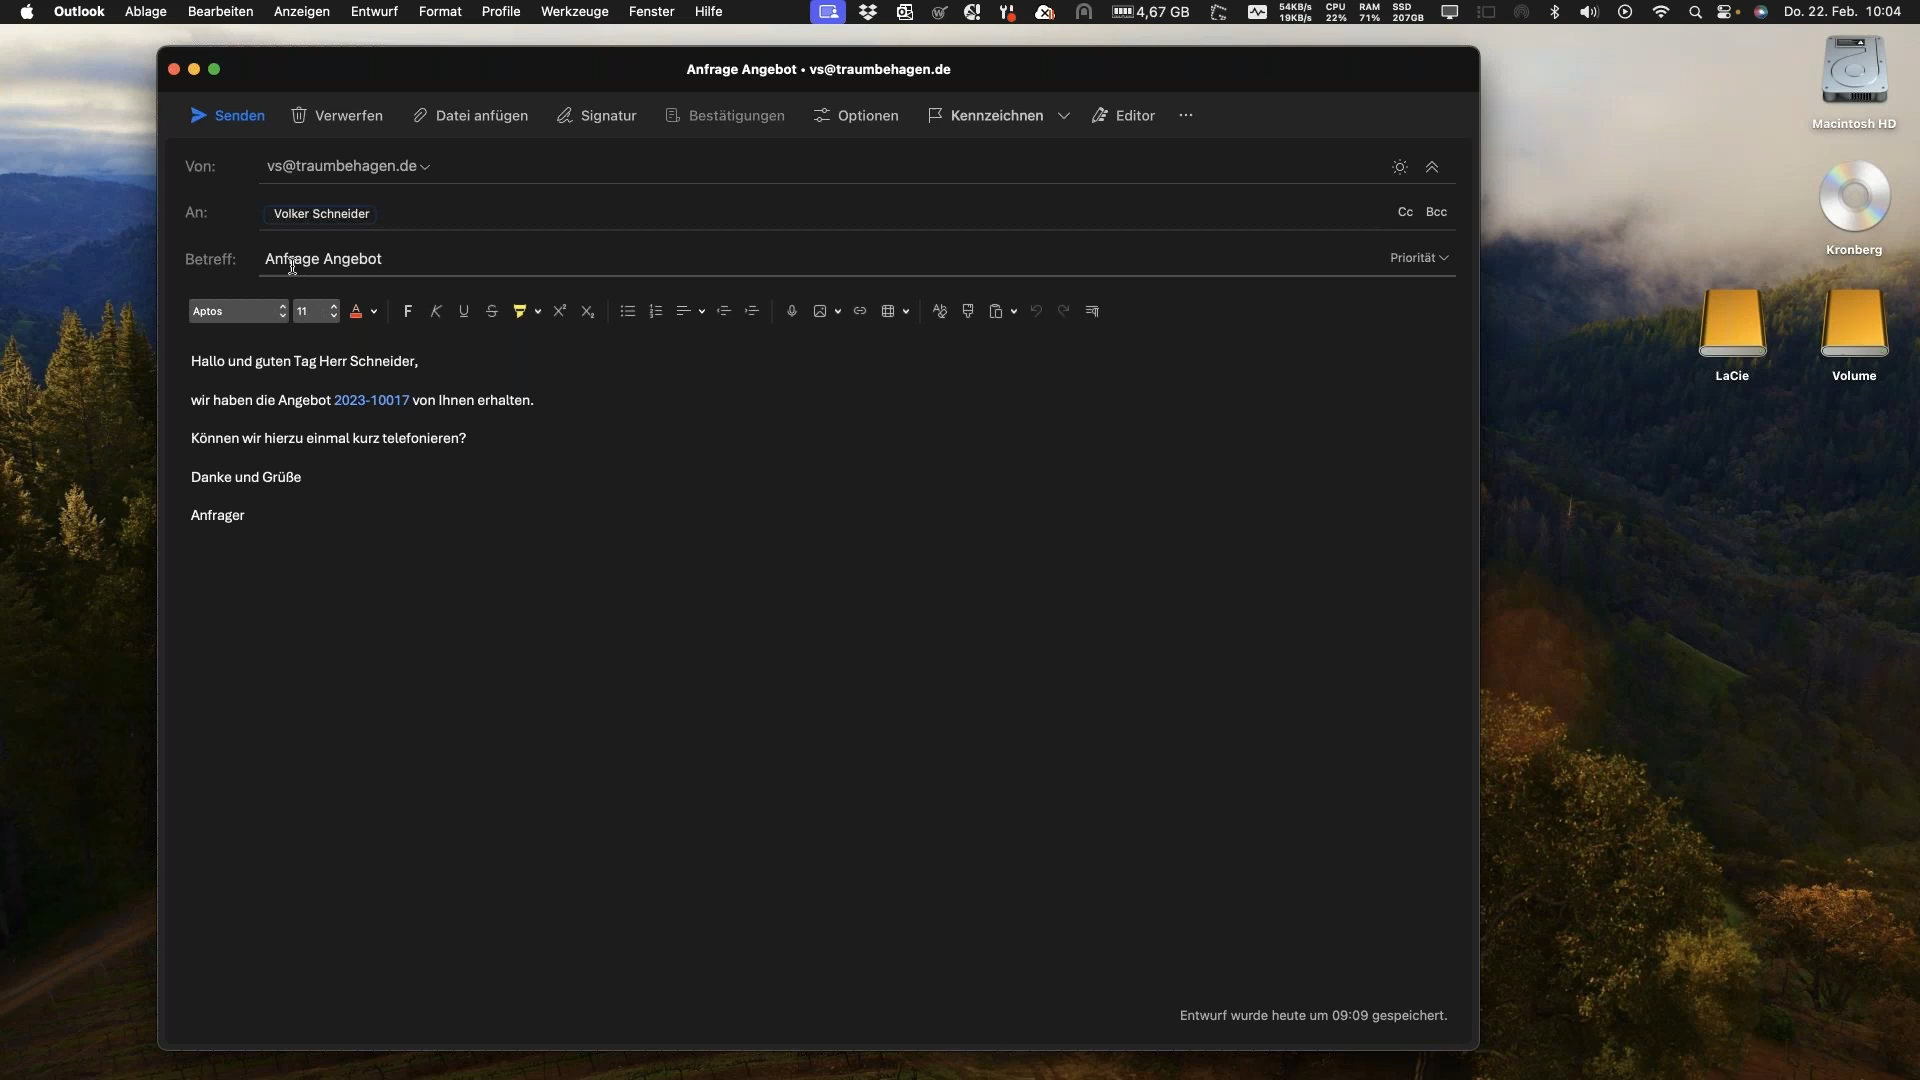 Outlook Ablage Bearbeiten Anzeigen Entwurf Format Profile Werkzeuge Fenster Hilfe 4,67 GB 54KB/s 19KB/s CPU 22% RAM 71% SSD 207GB Do. 22. Feb. 10:04
Anfrage Angebot • vs@traumbehagen.de
Senden Verwerfen Datei anfügen Signatur Bestätigungen Optionen Kennzeichnen Editor ...
Von: vs@traumbehagen.de
An: Volker Schneider Cc Bcc
Betreff: Anfrage Angebot Priorität
Aptos 11 A F K U S X² X₂
Hallo und guten Tag Herr Schneider,
wir haben die Angebot 2023-10017 von Ihnen erhalten.
Können wir hierzu einmal kurz telefonieren?
Danke und Grüße
Anfrager
Entwurf wurde heute um 09:09 gespeichert.
Macintosh HD
Kronberg
LaCie Volume